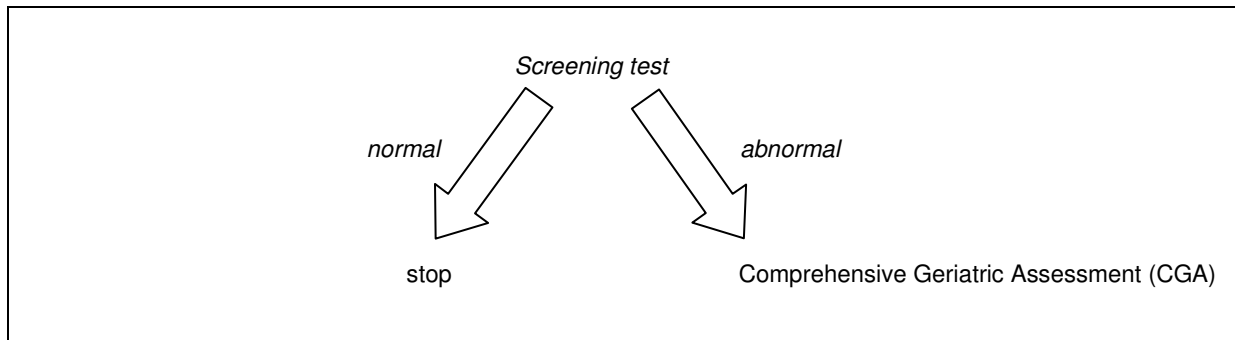 Screening test
normal
abnormal
stop
Comprehensive Geriatric Assessment (CGA)